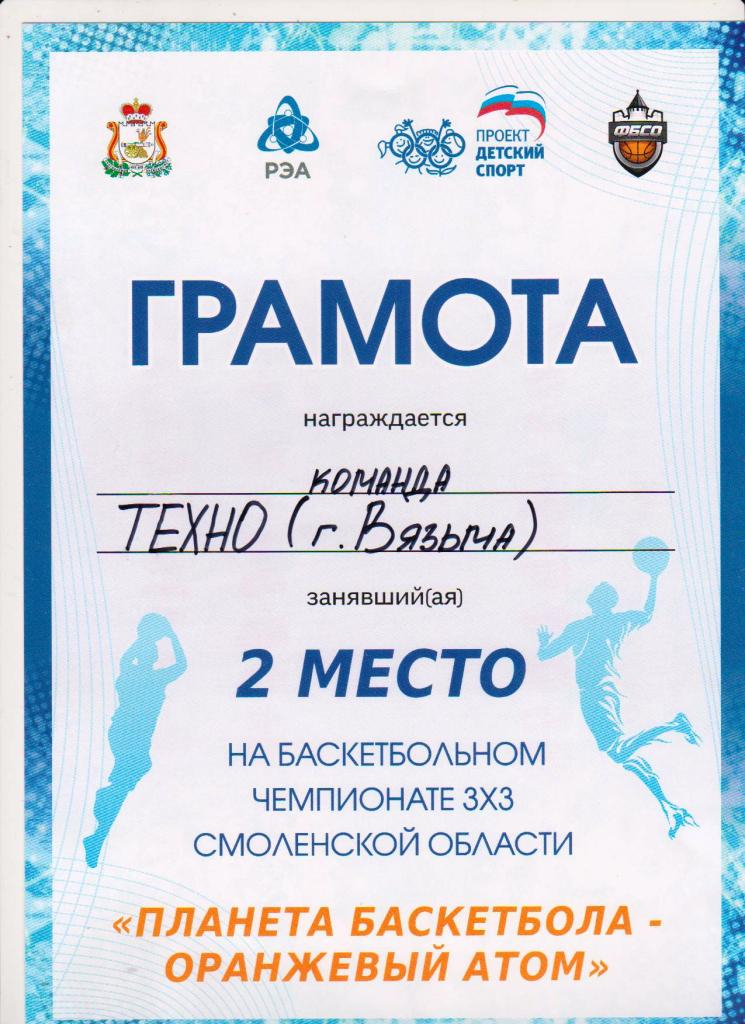 РЭА
ПРОЕКТ
ДЕТСКИЙ
СПОРТ
ФБСО
ГРАМОТА
награждается
команда
ТЕХНО (г. Вязьма)
занявший(ая)
2 МЕСТО
НА БАСКЕТБОЛЬНОМ
ЧЕМПИОНАТЕ 3Х3
СМОЛЕНСКОЙ ОБЛАСТИ
«ПЛАНЕТА БАСКЕТБОЛА -
ОРАНЖЕВЫЙ АТОМ»